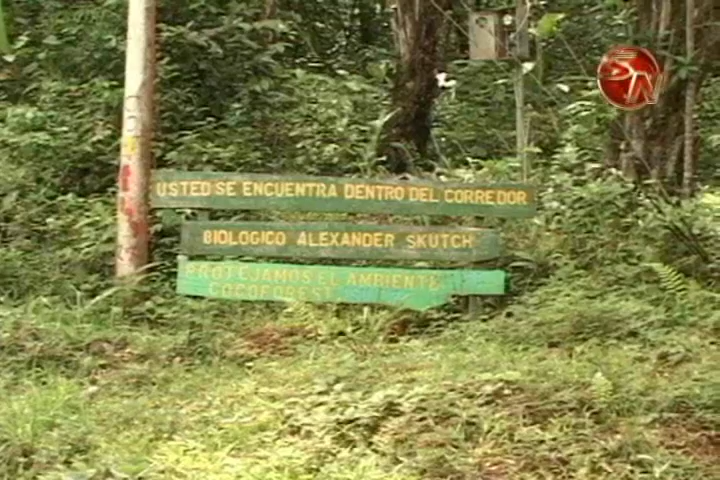 USTED SE ENCUENTRA DENTRO DEL CORREDOR
BIOLOGICO ALEXANDER SKUTCH
PROTEJAMOS EL AMBIENTE
COCOFOREST